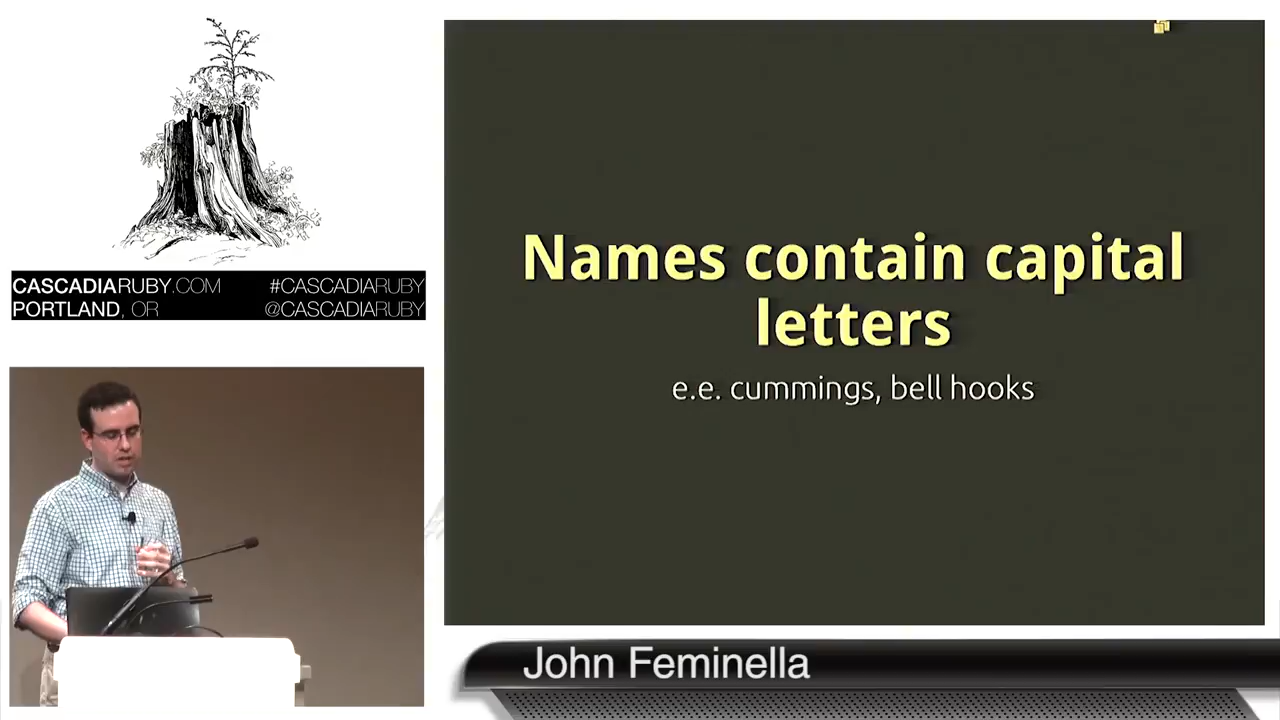 CASCADIARUBY.COM #CASCADIARUBY
PORTLAND, OR @CASCADIARUBY
Names contain capital
letters
e.e. cummings, bell hooks
John Feminella